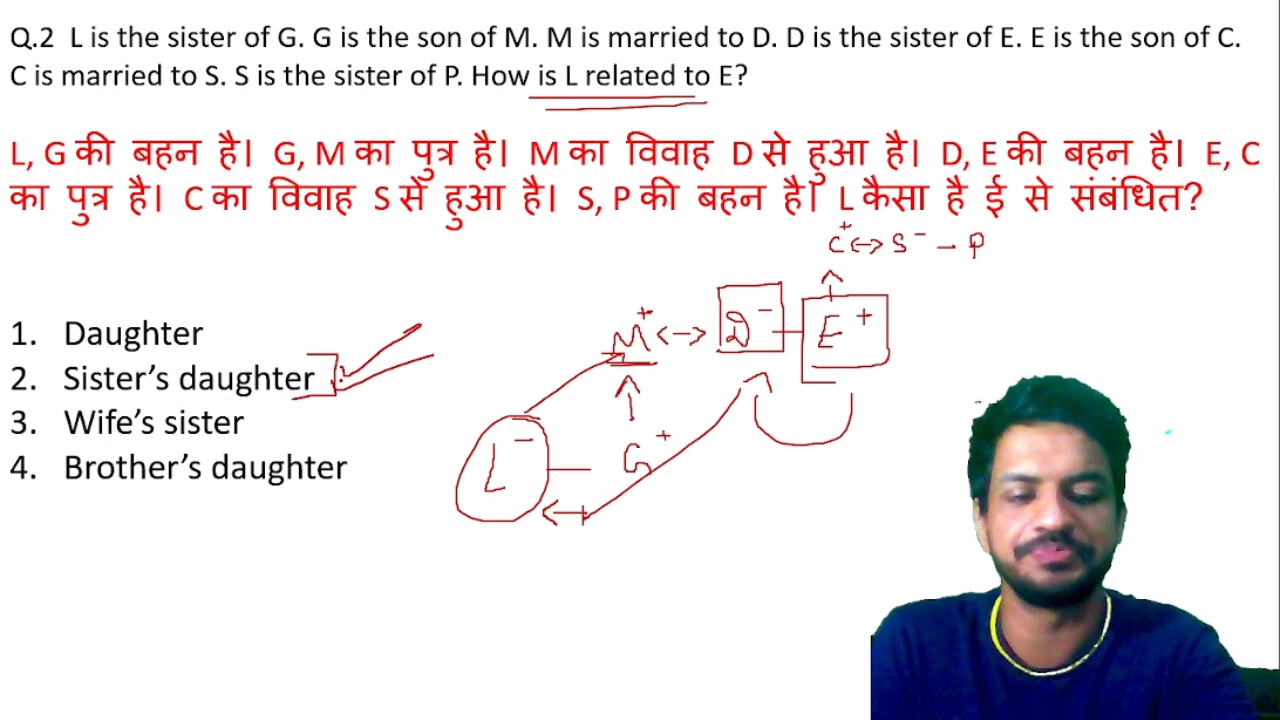 Q.2 L is the sister of G. G is the son of M. M is married to D. D is the sister of E. E is the son of C.
C is married to S. S is the sister of P. How is L related to E?
L, G की बहन है। G, M का पुत्र है। M का विवाह D से हुआ है। D, E की बहन है। E, C
का पुत्र है। C का विवाह S से हुआ है। S, P की बहन है। L कैसा है ई से संबंधित?
C+ <-> S- - P
1. Daughter
2. Sister's daughter
3. Wife's sister
4. Brother's daughter
M+ <-> D- - E+
L- - G+